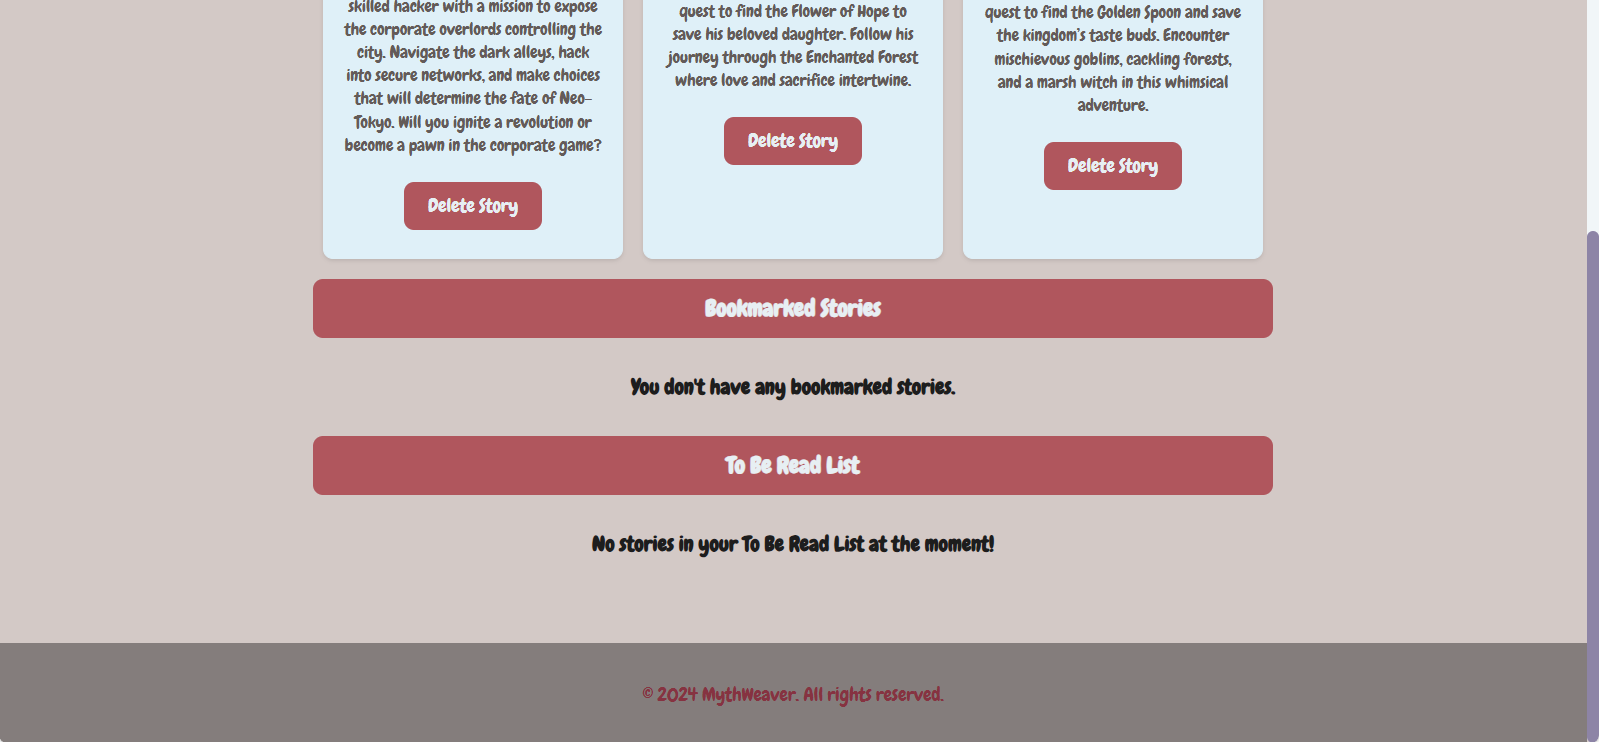 skilled hacker with a mission to expose
the corporate overlords controlling the
city. Navigate the dark alleys, hack
into secure networks, and make choices
that will determine the fate of Neo-
Tokyo. Will you ignite a revolution or
become a pawn in the corporate game?
Delete Story
quest to find the Flower of Hope to
save his beloved daughter. Follow his
journey through the Enchanted Forest
where love and sacrifice intertwine.
Delete Story
quest to find the Golden Spoon and save
the kingdom's taste buds. Encounter
mischievous goblins, cackling forests,
and a marsh witch in this whimsical
adventure.
Delete Story
Bookmarked Stories
You don't have any bookmarked stories.
To Be Read List
No stories in your To Be Read List at the moment!
© 2024 MythWeaver. All rights reserved.